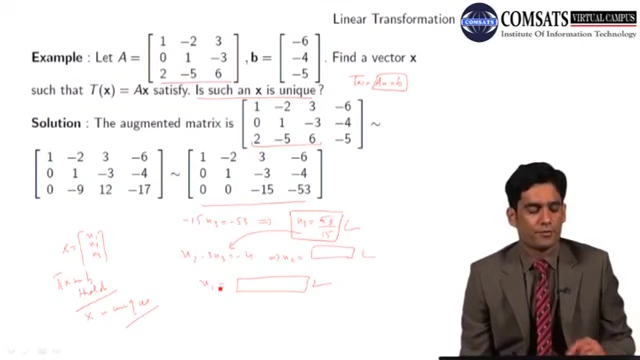 Linear Transformation
COMSATS VIRTUAL CAMPUS
Institute Of Information Technology
Example: Let A = [ 1 −2 3 ; 0 1 −3 ; 2 −5 6 ], b = [ −6 ; −4 ; −5 ]. Find a vector x
such that T(x) = Ax satisfy. Is such an x is unique ?
Ax = b
Solution: The augmented matrix is [ 1 −2 3 −6 ; 0 1 −3 −4 ; 2 −5 6 −5 ] ∼
[ 1 −2 3 −6 ; 0 1 −3 −4 ; 0 −9 12 −17 ] ∼ [ 1 −2 3 −6 ; 0 1 −3 −4 ; 0 0 −15 −53 ]
−15x3 = −53 ⇒ x3 = 53/15
x = [ x1 ; x2 ; x3 ]
x2 − 3x3 = −4 ⇒ x2 =
Tx = b
Hold
x1 =
x = unique